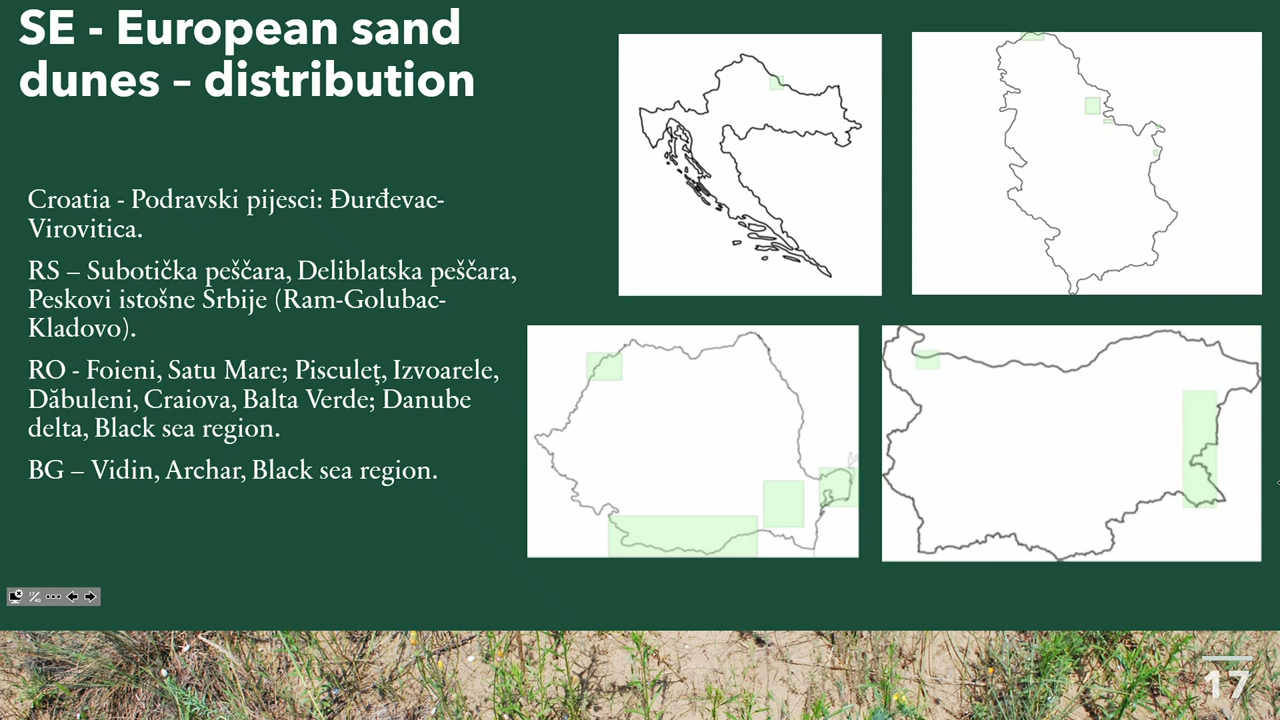 SE - European sand
dunes – distribution
Croatia - Podravski pijesci: Đurđevac-
Virovitica.
RS – Subotička peščara, Deliblatska peščara,
Peskovi istošne Srbije (Ram-Golubac-
Kladovo).
RO - Foieni, Satu Mare; Pisculeț, Izvoarele,
Dăbuleni, Craiova, Balta Verde; Danube
delta, Black sea region.
BG – Vidin, Archar, Black sea region.
17